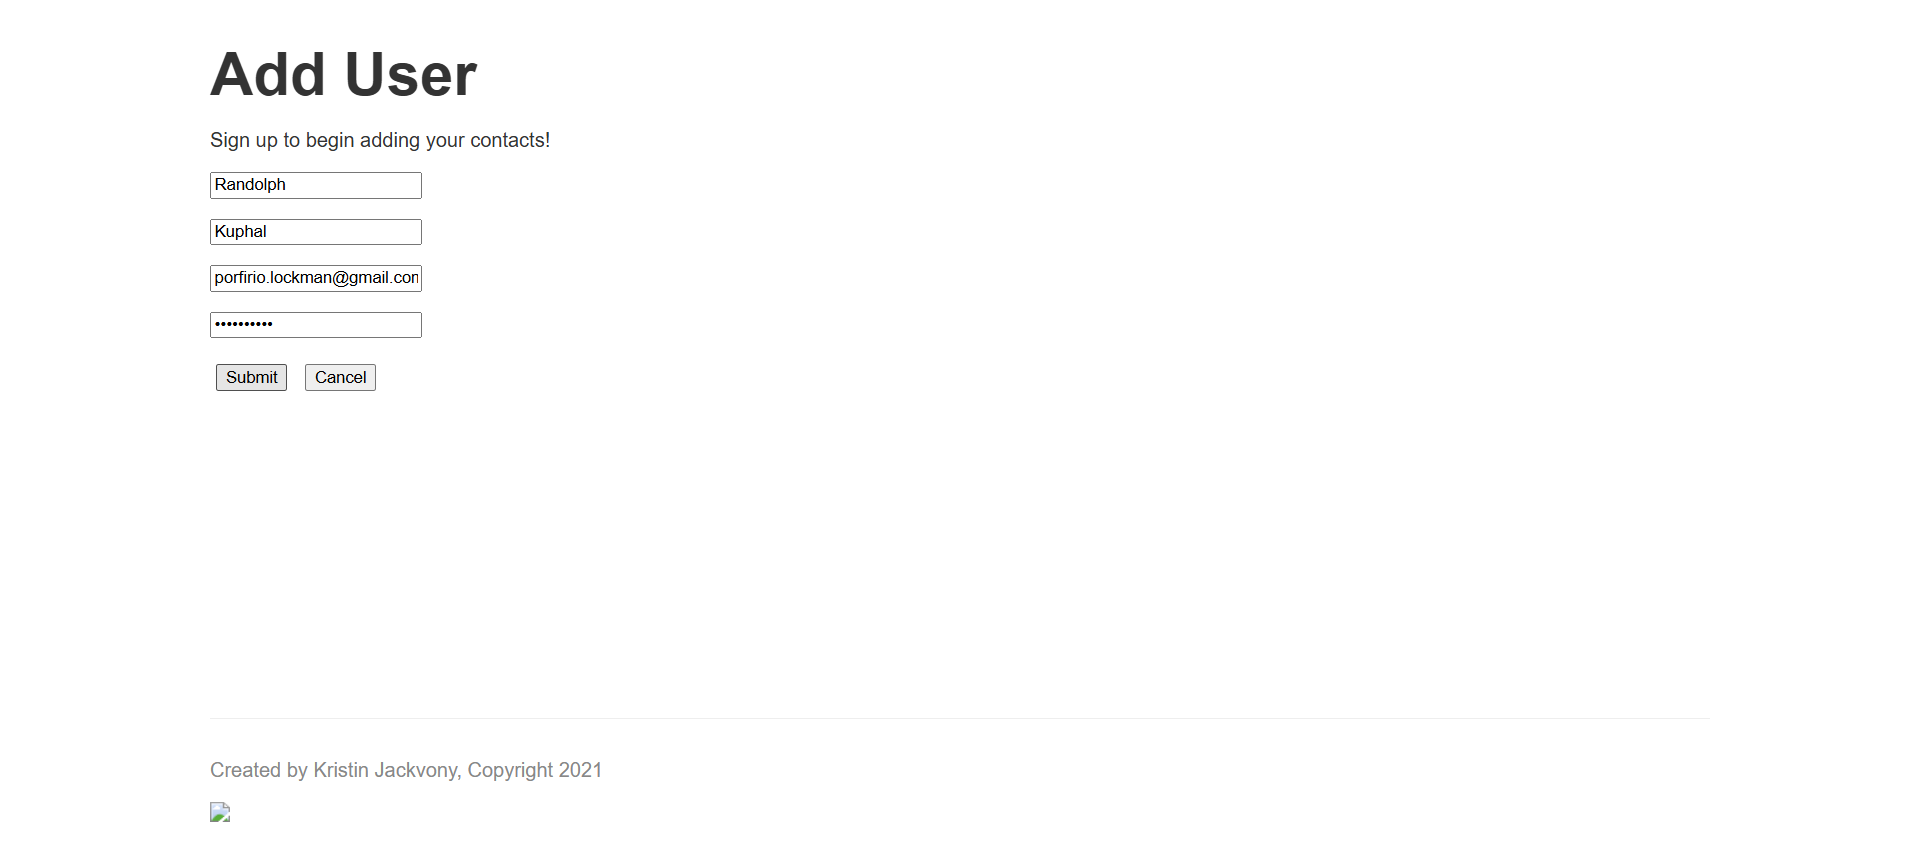 Add User
Sign up to begin adding your contacts!
Randolph
Kuphal
porfirio.lockman@gmail.com
••••••••••
Submit Cancel
Created by Kristin Jackvony, Copyright 2021